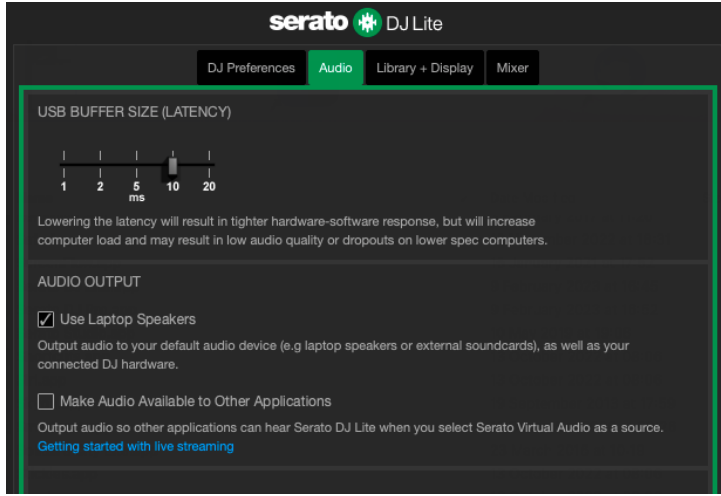 serato DJ Lite
DJ Preferences Audio Library + Display Mixer
USB BUFFER SIZE (LATENCY)
1 2 5 10 20
ms
Lowering the latency will result in tighter hardware-software response, but will increase
computer load and may result in low audio quality or dropouts on lower spec computers.
AUDIO OUTPUT
Use Laptop Speakers
Output audio to your default audio device (e.g laptop speakers or external soundcards), as well as your
connected DJ hardware.
Make Audio Available to Other Applications
Output audio so other applications can hear Serato DJ Lite when you select Serato Virtual Audio as a source.
Getting started with live streaming